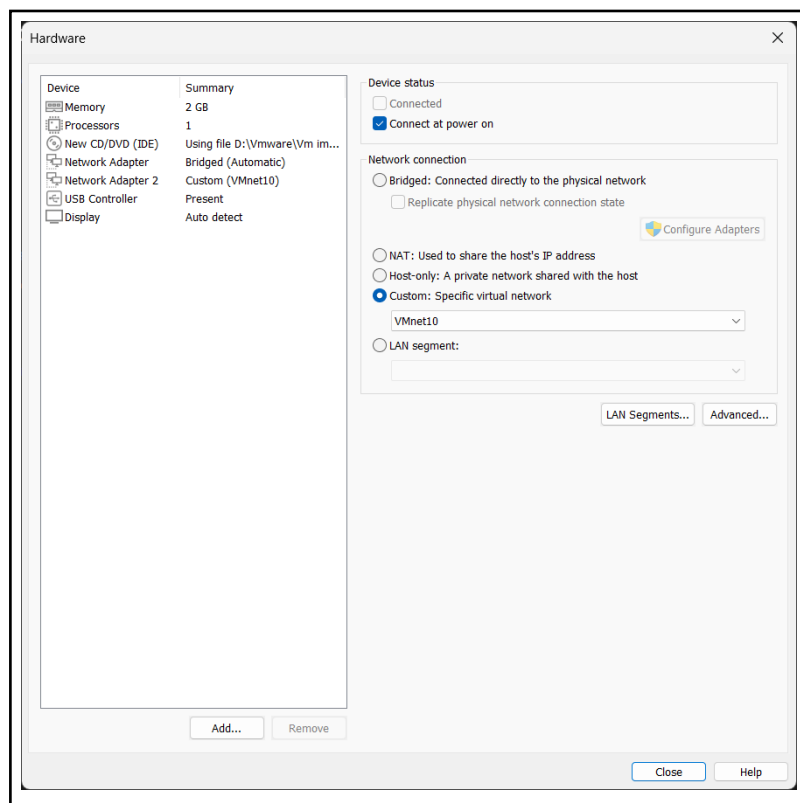 Hardware
Device Summary
Memory 2 GB
Processors 1
New CD/DVD (IDE) Using file D:\Vmware\Vm im...
Network Adapter Bridged (Automatic)
Network Adapter 2 Custom (VMnet10)
USB Controller Present
Display Auto detect
Add... Remove
Device status
Connected
Connect at power on
Network connection
Bridged: Connected directly to the physical network
Replicate physical network connection state
Configure Adapters
NAT: Used to share the host's IP address
Host-only: A private network shared with the host
Custom: Specific virtual network
VMnet10
LAN segment:
LAN Segments... Advanced...
Close Help